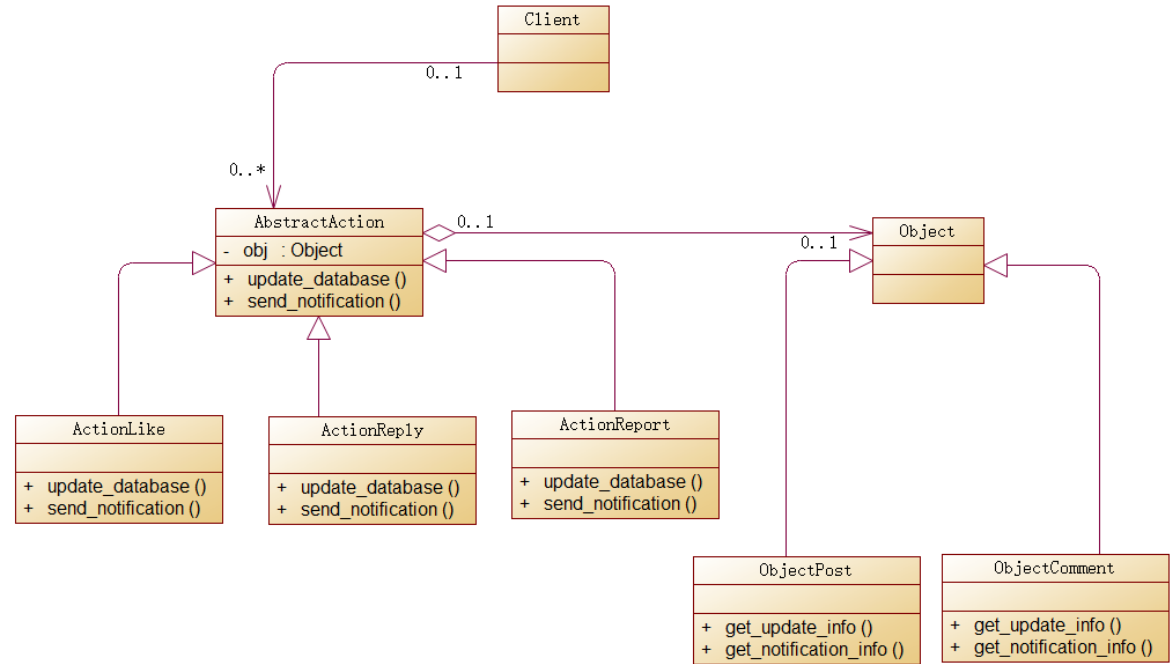 Client
0..1
0..*
AbstractAction
- obj : Object
+ update_database ()
+ send_notification ()
0..1
0..1
Object
ActionLike
+ update_database ()
+ send_notification ()
ActionReply
+ update_database ()
+ send_notification ()
ActionReport
+ update_database ()
+ send_notification ()
ObjectPost
+ get_update_info ()
+ get_notification_info ()
ObjectComment
+ get_update_info ()
+ get_notification_info ()